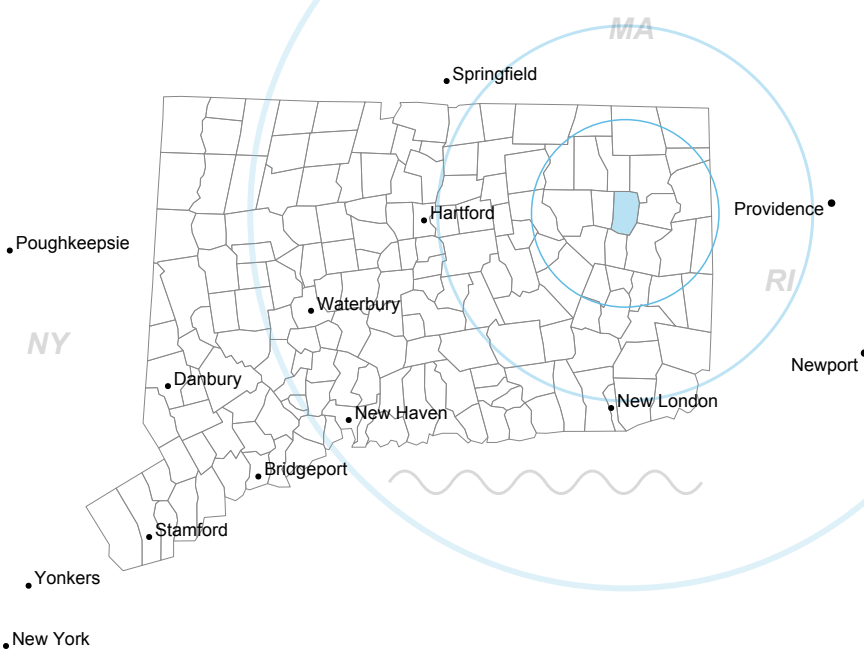 MA
Springfield
Providence
Hartford
Poughkeepsie
RI
Waterbury
NY
Newport
Danbury
New London
New Haven
Bridgeport
Stamford
Yonkers
New York